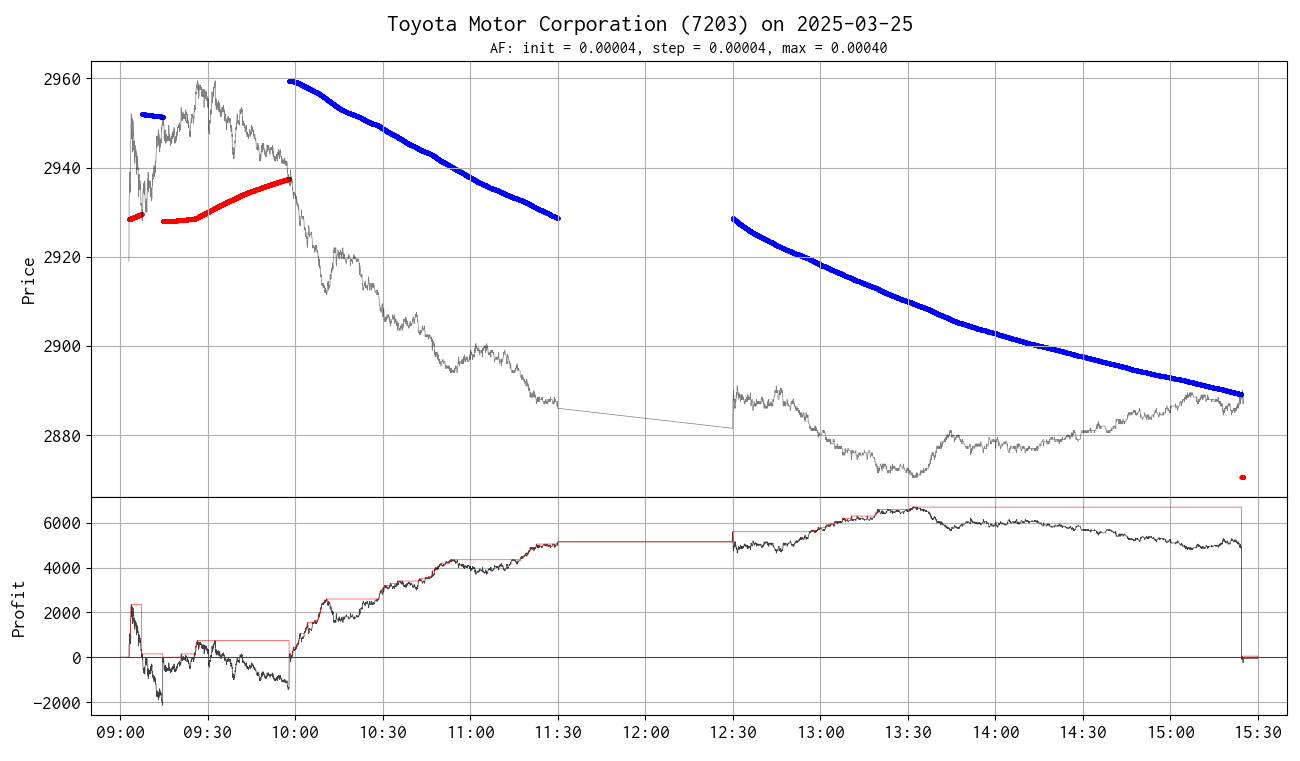 Toyota Motor Corporation (7203) on 2025-03-25
AF: init = 0.00004, step = 0.00004, max = 0.00040
Price
2960
2940
2920
2900
2880
Profit
6000
4000
2000
0
−2000
09:00 09:30 10:00 10:30 11:00 11:30 12:00 12:30 13:00 13:30 14:00 14:30 15:00 15:30